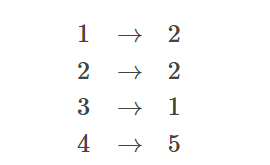 1 → 2
2 → 2
3 → 1
4 → 5